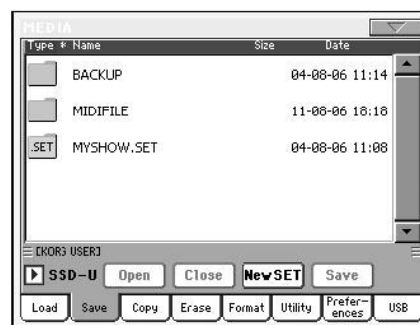 MEDIA
Type * Name Size Date
BACKUP 04-08-06 11:14
MIDIFILE 11-08-06 18:18
.SET MYSHOW.SET 04-08-06 11:08
[KORG USER]
SSD-U Open Close New SET Save
Load Save Copy Erase Format Utility Prefer-
ences USB